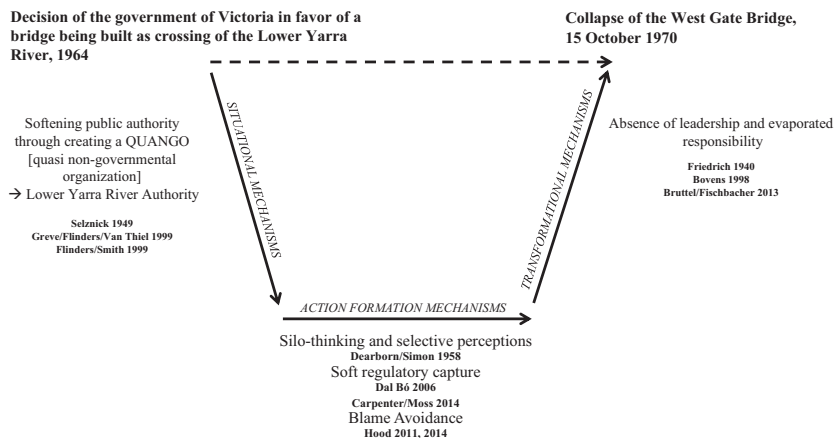 Decision of the government of Victoria in favor of a
bridge being built as crossing of the Lower Yarra
River, 1964
Collapse of the West Gate Bridge,
15 October 1970
SITUATIONAL MECHANISMS
TRANSFORMATIONAL MECHANISMS
Softening public authority
through creating a QUANGO
[quasi non-governmental
organization]
→ Lower Yarra River Authority
Selznick 1949
Greve/Flinders/Van Thiel 1999
Flinders/Smith 1999
Absence of leadership and evaporated
responsibility
Friedrich 1940
Bovens 1998
Bruttel/Fischbacher 2013
ACTION FORMATION MECHANISMS
Silo-thinking and selective perceptions
Dearborn/Simon 1958
Soft regulatory capture
Dal Bó 2006
Carpenter/Moss 2014
Blame Avoidance
Hood 2011, 2014